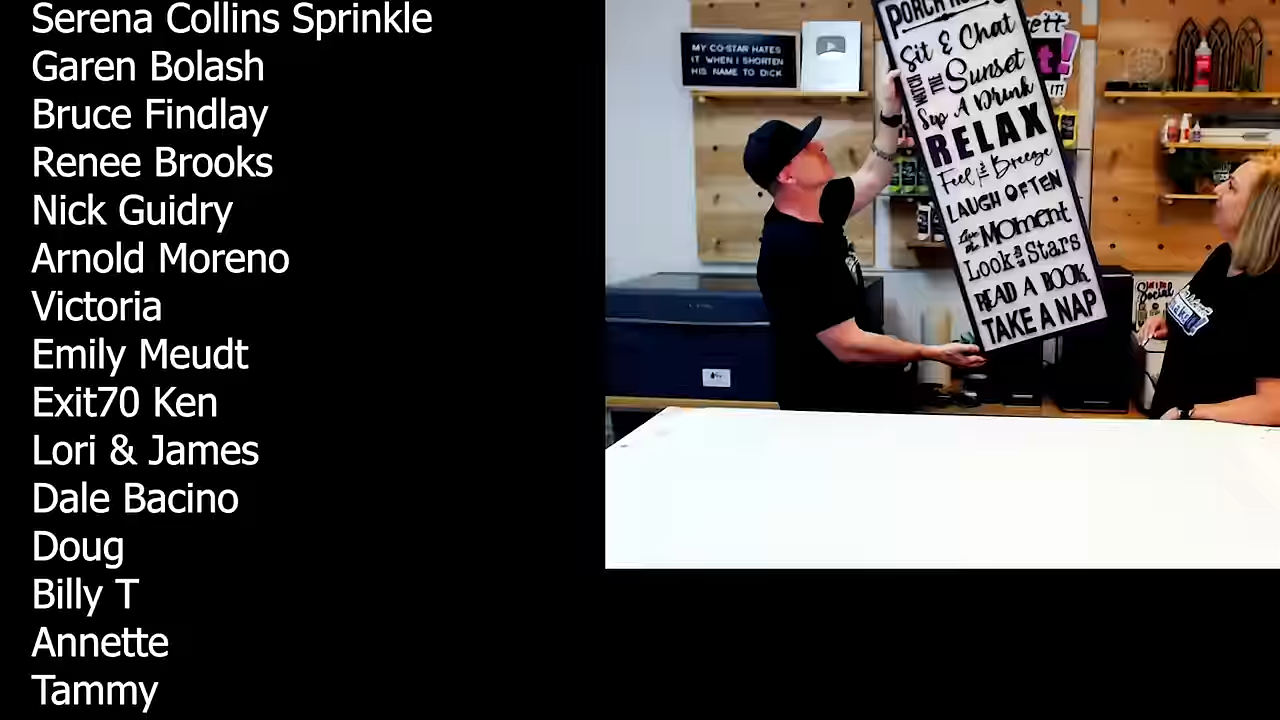 Serena Collins Sprinkle
Garen Bolash
Bruce Findlay
Renee Brooks
Nick Guidry
Arnold Moreno
Victoria
Emily Meudt
Exit70 Ken
Lori & James
Dale Bacino
Doug
Billy T
Annette
Tammy
MY CO-STAR HATES
IT WHEN I SHORTEN
HIS NAME TO DICK
PORCH
Sit & Chat
WATCH THE Sunset
Sip A Drink
RELAX
Feel the Breeze
LAUGH OFTEN
Live the Moment
Look at the Stars
READ A BOOK
TAKE A NAP
IT!
Social